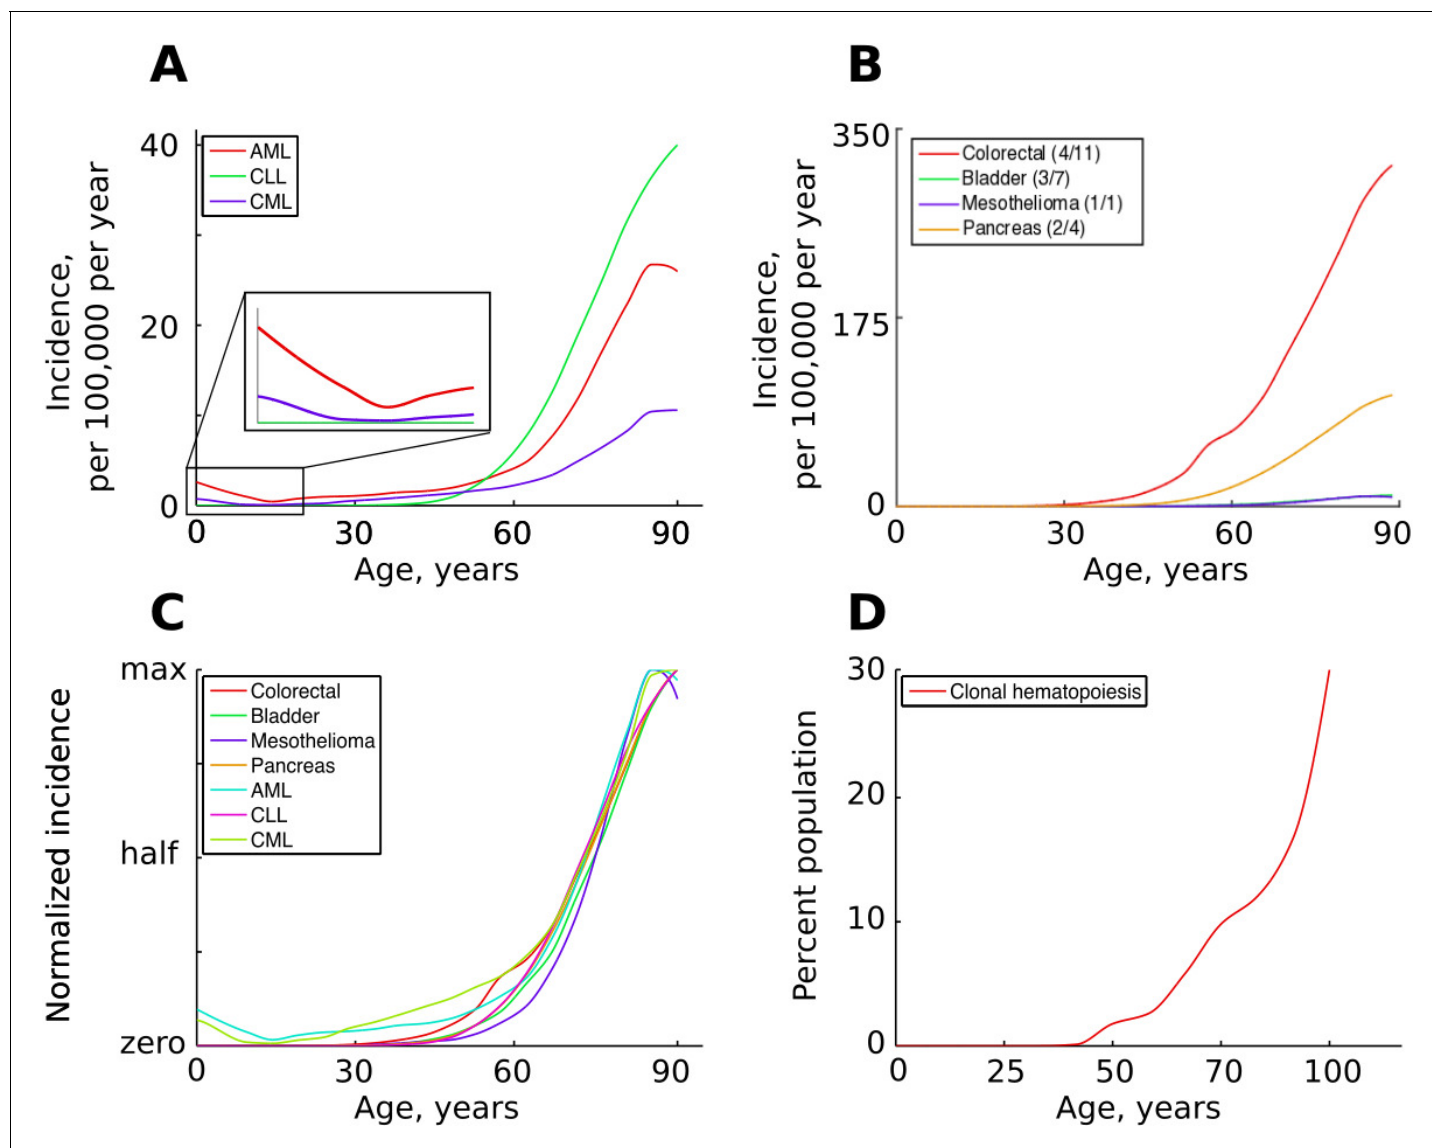 A
40
20
0
Incidence,
per 100,000 per year
AML
CLL
CML
0 30 60 90
Age, years
B
350
175
0
Incidence,
per 100,000 per year
Colorectal (4/11)
Bladder (3/7)
Mesothelioma (1/1)
Pancreas (2/4)
0 30 60 90
Age, years
C
max
half
zero
Normalized incidence
Colorectal
Bladder
Mesothelioma
Pancreas
AML
CLL
CML
0 30 60 90
Age, years
D
30
20
10
0
Percent population
Clonal hematopoiesis
0 25 50 70 100
Age, years